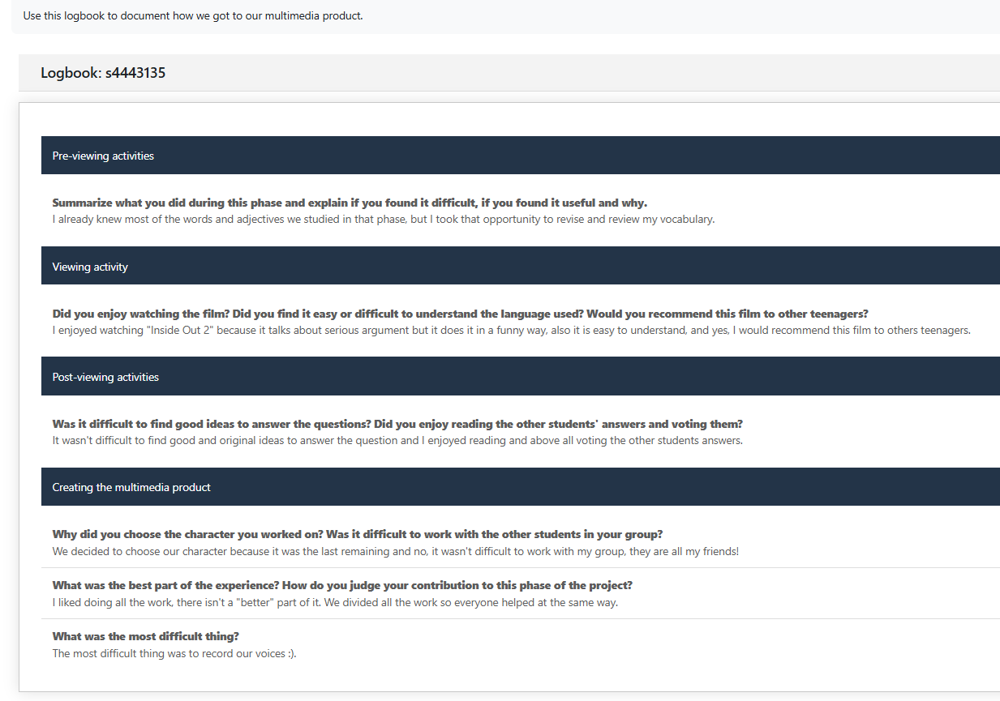 Use this logbook to document how we got to our multimedia product.
Logbook: s4443135
Pre-viewing activities
Summarize what you did during this phase and explain if you found it difficult, if you found it useful and why.
I already knew most of the words and adjectives we studied in that phase, but I took that opportunity to revise and review my vocabulary.
Viewing activity
Did you enjoy watching the film? Did you find it easy or difficult to understand the language used? Would you recommend this film to other teenagers?
I enjoyed watching "Inside Out 2" because it talks about serious argument but it does it in a funny way, also it is easy to understand, and yes, I would recommend this film to others teenagers.
Post-viewing activities
Was it difficult to find good ideas to answer the questions? Did you enjoy reading the other students' answers and voting them?
It wasn't difficult to find good and original ideas to answer the question and I enjoyed reading and above all voting the other students answers.
Creating the multimedia product
Why did you choose the character you worked on? Was it difficult to work with the other students in your group?
We decided to choose our character because it was the last remaining and no, it wasn't difficult to work with my group, they are all my friends!
What was the best part of the experience? How do you judge your contribution to this phase of the project?
I liked doing all the work, there isn't a "better" part of it. We divided all the work so everyone helped at the same way.
What was the most difficult thing?
The most difficult thing was to record our voices :).